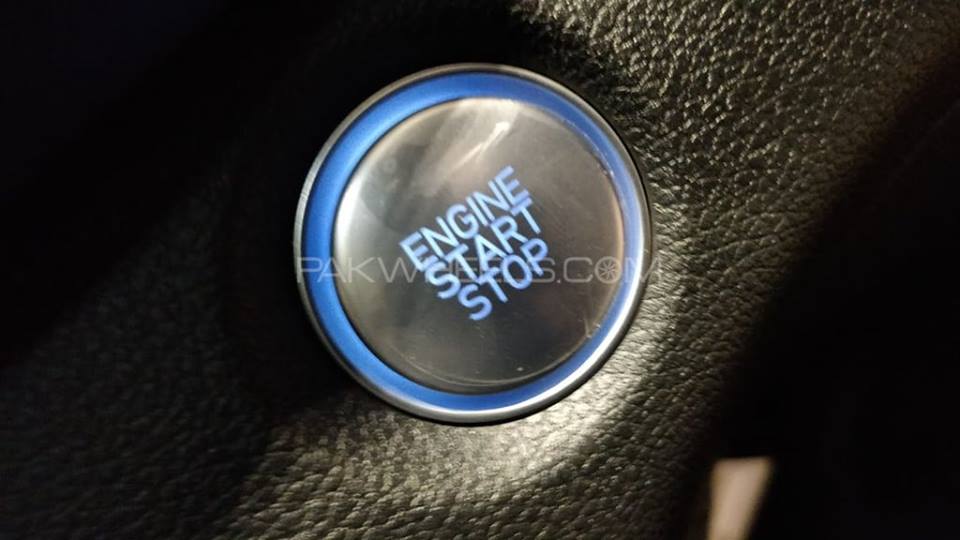 ENGINE
START
STOP
PAKWHEELS.COM